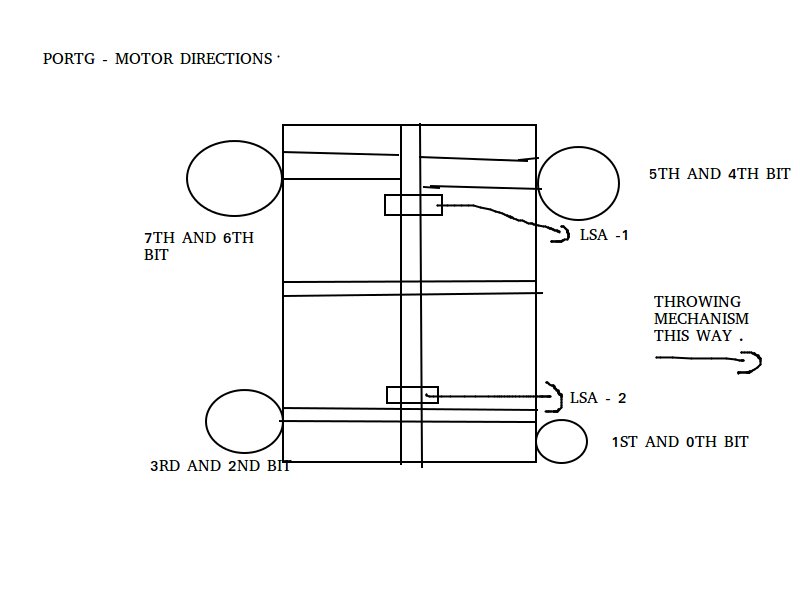 PORTG - MOTOR DIRECTIONS
5TH AND 4TH BIT
7TH AND 6TH
BIT
LSA -1
THROWING
MECHANISM
THIS WAY .
LSA - 2
1ST AND 0TH BIT
3RD AND 2ND BIT